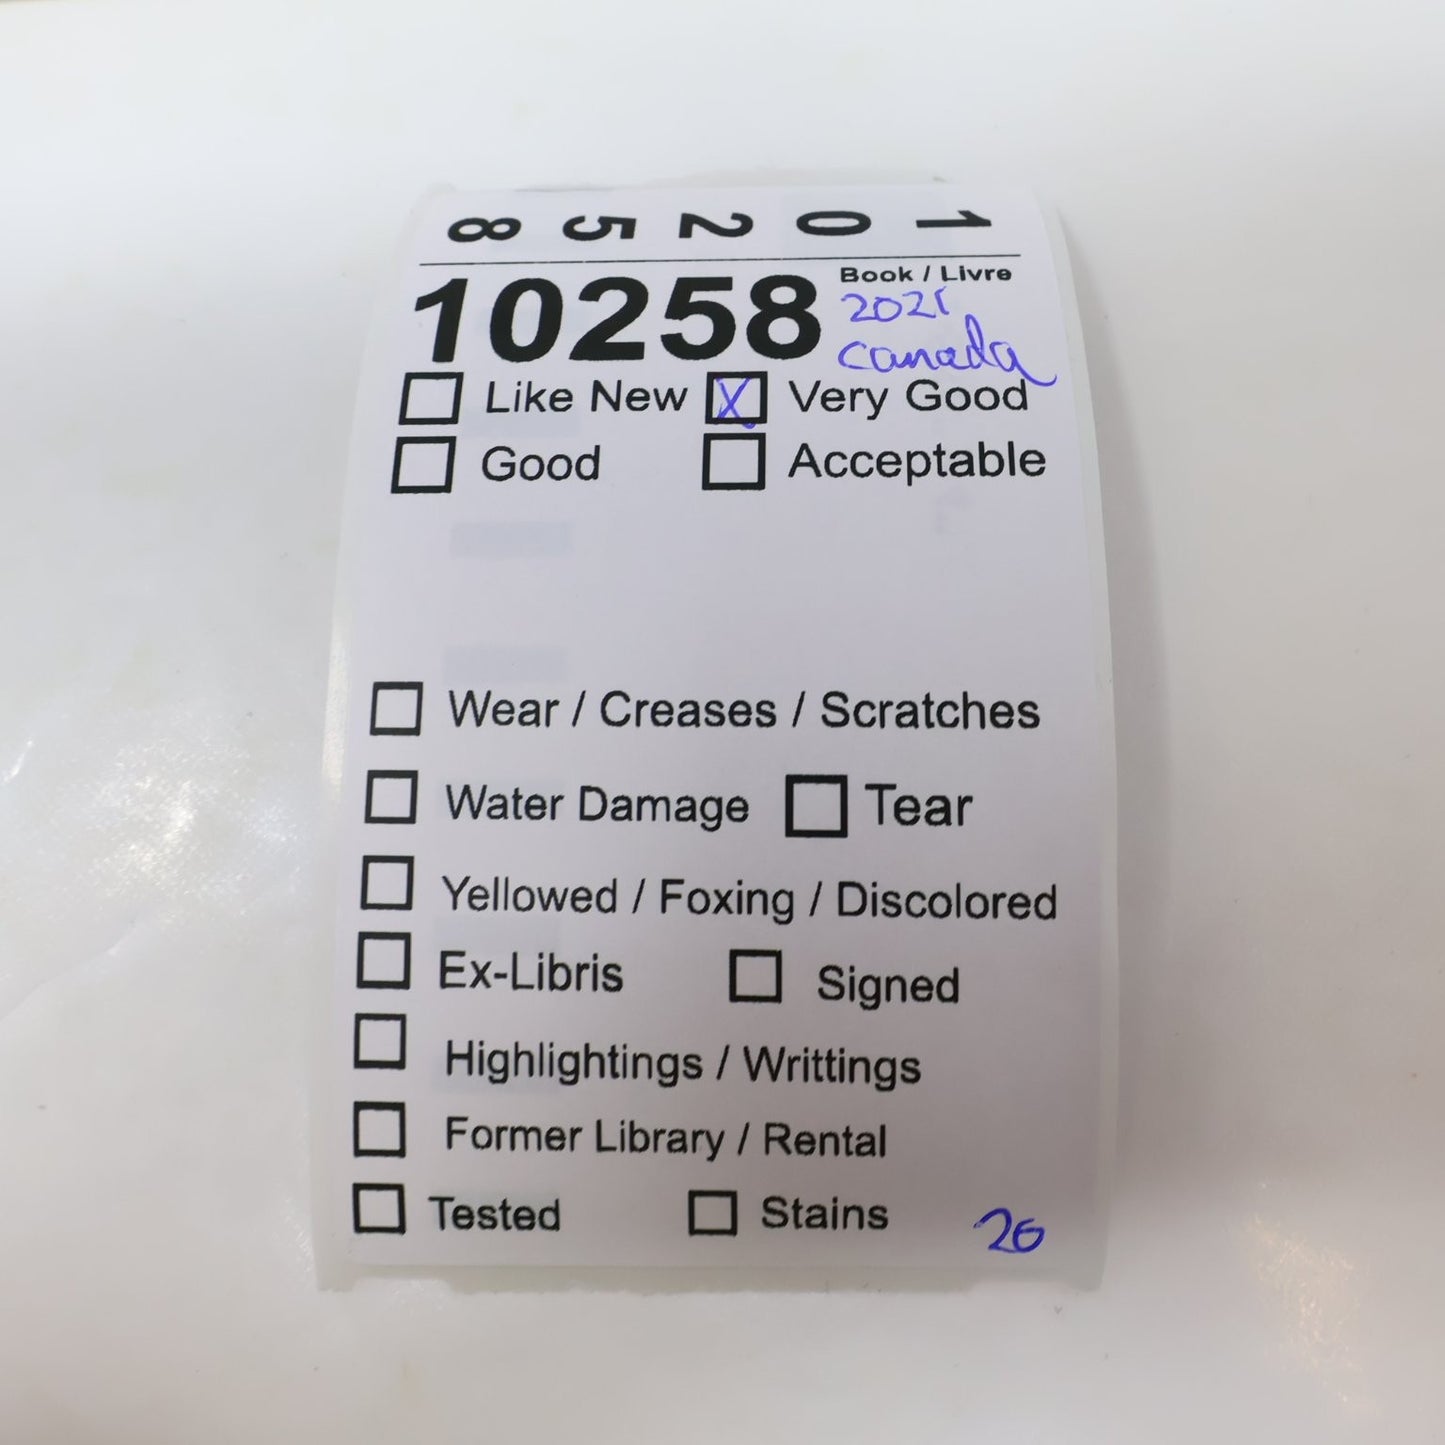 1 0 2 5 8
10258 Book / Livre
2021
canada
Like New X Very Good
Good Acceptable
Wear / Creases / Scratches
Water Damage Tear
Yellowed / Foxing / Discolored
Ex-Libris Signed
Highlightings / Writtings
Former Library / Rental
Tested Stains
26